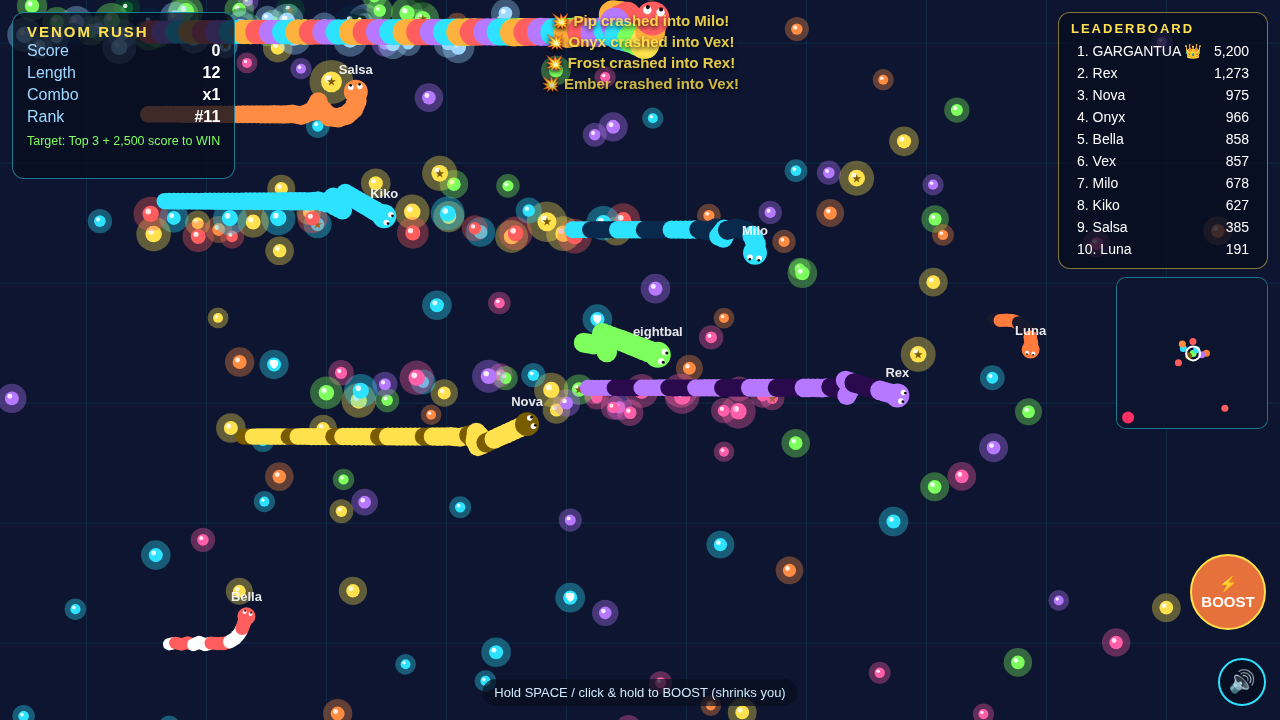 VENOM RUSH
Score 0
Length 12
Combo x1
Rank #11
Target: Top 3 + 2,500 score to WIN
💥 Pip crashed into Milo!
💥 Onyx crashed into Vex!
💥 Frost crashed into Rex!
💥 Ember crashed into Vex!
LEADERBOARD
1. GARGANTUA 👑 5,200
2. Rex 1,273
3. Nova 975
4. Onyx 966
5. Bella 858
6. Vex 857
7. Milo 678
8. Kiko 627
9. Salsa 385
10. Luna 191
Salsa
Kiko
Milo
eightbal
Luna
Rex
Nova
Bella
⚡
BOOST
Hold SPACE / click & hold to BOOST (shrinks you)